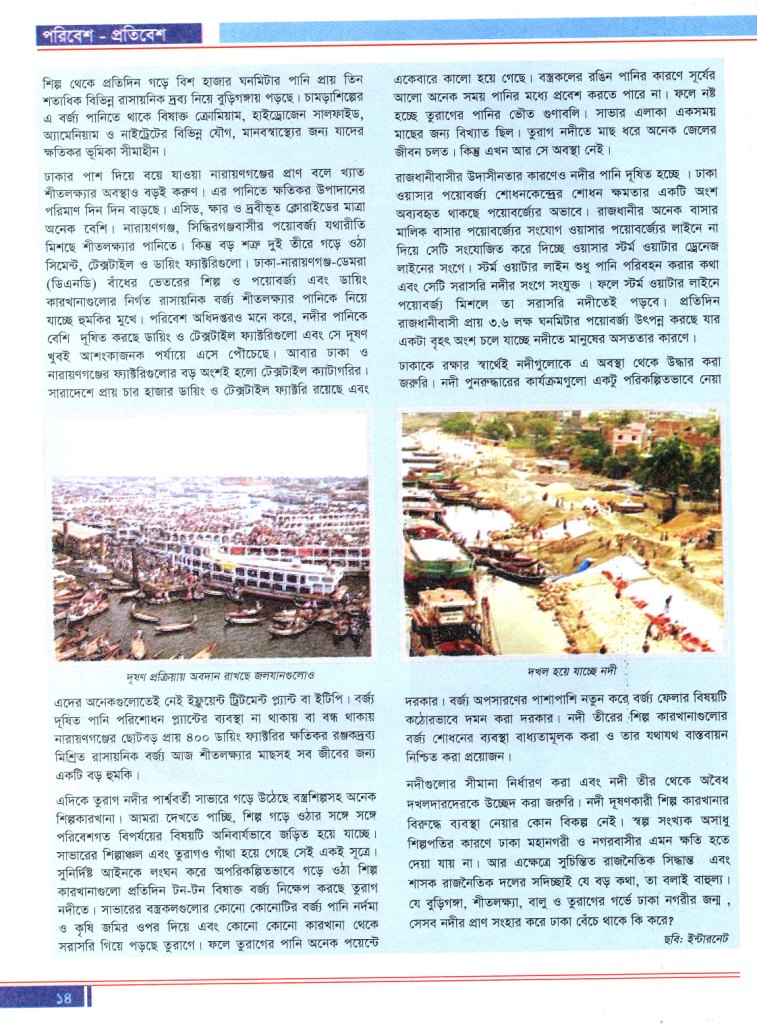 পরিবেশ - প্রতিবেশ
শিল্প থেকে প্রতিদিন গড়ে বিশ হাজার ঘনমিটার পানি প্রায় তিন
শতাধিক বিভিন্ন রাসায়নিক দ্রব্য নিয়ে বুড়িগঙ্গায় পড়ছে। চামড়াশিল্পের
এ বর্জ্য পানিতে থাকে বিষাক্ত ক্রোমিয়াম, হাইড্রোজেন সালফাইড,
অ্যামোনিয়াম ও নাইট্রেটের বিভিন্ন যৌগ, মানবস্বাস্থ্যের জন্য যাদের
ক্ষতিকর ভূমিকা সীমাহীন।
ঢাকার পাশ দিয়ে বয়ে যাওয়া নারায়ণগঞ্জের প্রাণ বলে খ্যাত
শীতলক্ষ্যার অবস্থাও বড়ই করুণ। এর পানিতে ক্ষতিকর উপাদানের
পরিমাণ দিন দিন বাড়ছে। এসিড, ক্ষার ও দ্রবীভূত ক্লোরাইডের মাত্রা
অনেক বেশি। নারায়ণগঞ্জ, সিদ্ধিরগঞ্জবাসীর পয়োবর্জ্য যথারীতি
মিশছে শীতলক্ষ্যার পানিতে। কিন্তু বড় শত্রু দুই তীরে গড়ে ওঠা
সিমেন্ট, টেক্সটাইল ও ডায়িং ফ্যাক্টরিগুলো। ঢাকা-নারায়ণগঞ্জ-ডেমরা
(ডিএনডি) বাঁধের ভেতরের শিল্প ও পয়োবর্জ্য এবং ডায়িং
কারখানাগুলোর নির্গত রাসায়নিক বর্জ্য শীতলক্ষ্যার পানিকে নিয়ে
যাচ্ছে হুমকির মুখে। পরিবেশ অধিদপ্তরও মনে করে, নদীর পানিকে
বেশি দূষিত করছে ডায়িং ও টেক্সটাইল ফ্যাক্টরিগুলো এবং সে দূষণ
খুবই আশংকাজনক পর্যায়ে এসে পৌঁচেছে। আবার ঢাকা ও
নারায়ণগঞ্জের ফ্যাক্টরিগুলোর বড় অংশই হলো টেক্সটাইল ক্যাটাগরির।
সারাদেশে প্রায় চার হাজার ডায়িং ও টেক্সটাইল ফ্যাক্টরি রয়েছে এবং
দূষণ প্রক্রিয়ায় অবদান রাখছে জলযানগুলোও
এদের অনেকগুলোতেই নেই ইফ্লুয়েন্ট ট্রিটমেন্ট প্ল্যান্ট বা ইটিপি। বর্জ্য
দূষিত পানি পরিশোধন প্ল্যান্টের ব্যবস্থা না থাকায় বা বন্ধ থাকায়
নারায়ণগঞ্জের ছোটবড় প্রায় ৪০০ ডায়িং ফ্যাক্টরির ক্ষতিকর রঞ্জকদ্রব্য
মিশ্রিত রাসায়নিক বর্জ্য আজ শীতলক্ষ্যার মাছসহ সব জীবের জন্য
একটি বড় হুমকি।
এদিকে তুরাগ নদীর পার্শ্ববর্তী সাভারে গড়ে উঠেছে বস্ত্রশিল্পসহ অনেক
শিল্পকারখানা। আমরা দেখতে পাচ্ছি, শিল্প গড়ে ওঠার সঙ্গে সঙ্গে
পরিবেশগত বিপর্যয়ের বিষয়টি অনিবার্যভাবে জড়িত হয়ে যাচ্ছে।
সাভারের শিল্পাঞ্চল এবং তুরাগও গাঁথা হয়ে গেছে সেই একই সূত্রে।
সুনির্দিষ্ট আইনকে লংঘন করে অপরিকল্পিতভাবে গড়ে ওঠা শিল্প
কারখানাগুলো প্রতিদিন টন-টন বিষাক্ত বর্জ্য নিক্ষেপ করছে তুরাগ
নদীতে। সাভারের বস্ত্রকলগুলোর কোনো কোনোটির বর্জ্য পানি নর্দমা
ও কৃষি জমির ওপর দিয়ে এবং কোনো কোনো কারখানা থেকে
সরাসরি গিয়ে পড়ছে তুরাগে। ফলে তুরাগের পানি অনেক পয়েন্টে
একেবারে কালো হয়ে গেছে। বস্ত্রকলের রঙিন পানির কারণে সূর্যের
আলো অনেক সময় পানির মধ্যে প্রবেশ করতে পারে না। ফলে নষ্ট
হচ্ছে তুরাগের পানির ভৌত গুণাবলি। সাভার এলাকা একসময়
মাছের জন্য বিখ্যাত ছিল। তুরাগ নদীতে মাছ ধরে অনেক জেলের
জীবন চলত। কিন্তু এখন আর সে অবস্থা নেই।
রাজধানীবাসীর উদাসীনতার কারণেও নদীর পানি দূষিত হচ্ছে । ঢাকা
ওয়াসার পয়োবর্জ্য শোধনকেন্দ্রের শোধন ক্ষমতার একটি অংশ
অব্যবহৃত থাকছে পয়োবর্জ্যের অভাবে। রাজধানীর অনেক বাসার
মালিক বাসার পয়োবর্জ্যের সংযোগ ওয়াসার পয়োবর্জ্যের লাইনে না
দিয়ে সেটি সংযোজিত করে দিচ্ছে ওয়াসার স্টর্ম ওয়াটার ড্রেনেজ
লাইনের সংগে। স্টর্ম ওয়াটার লাইন শুধু পানি পরিবহন করার কথা
এবং সেটি সরাসরি নদীর সংগে সংযুক্ত । ফলে স্টর্ম ওয়াটার লাইনে
পয়োবর্জ্য মিশলে তা সরাসরি নদীতেই পড়বে। প্রতিদিন
রাজধানীবাসী প্রায় ৩.৬ লক্ষ ঘনমিটার পয়োবর্জ্য উৎপন্ন করছে যার
একটা বৃহৎ অংশ চলে যাচ্ছে নদীতে মানুষের অসততার কারণে।
ঢাকাকে রক্ষার স্বার্থেই নদীগুলোকে এ অবস্থা থেকে উদ্ধার করা
জরুরি। নদী পুনরুদ্ধারের কার্যক্রমগুলো একটু পরিকল্পিতভাবে নেয়া
দখল হয়ে যাচ্ছে নদী
দরকার। বর্জ্য অপসারণের পাশাপাশি নতুন করে বর্জ্য ফেলার বিষয়টি
কঠোরভাবে দমন করা দরকার। নদী তীরের শিল্প কারখানাগুলোর
বর্জ্য শোধনের ব্যবস্থা বাধ্যতামূলক করা ও তার যথাযথ বাস্তবায়ন
নিশ্চিত করা প্রয়োজন।
নদীগুলোর সীমানা নির্ধারণ করা এবং নদী তীর থেকে অবৈধ
দখলদারদেরকে উচ্ছেদ করা জরুরি। নদী দূষণকারী শিল্প কারখানার
বিরুদ্ধে ব্যবস্থা নেয়ার কোন বিকল্প নেই। স্বল্প সংখ্যক অসাধু
শিল্পপতির কারণে ঢাকা মহানগরী ও নগরবাসীর এমন ক্ষতি হতে
দেয়া যায় না। আর এক্ষেত্রে সুচিন্তিত রাজনৈতিক সিদ্ধান্ত এবং
শাসক রাজনৈতিক দলের সদিচ্ছাই যে বড় কথা, তা বলাই বাহুল্য।
যে বুড়িগঙ্গা, শীতলক্ষ্যা, বালু ও তুরাগের গর্ভে ঢাকা নগরীর জন্ম ,
সেসব নদীর প্রাণ সংহার করে ঢাকা বেঁচে থাকে কি করে?
ছবি: ইন্টারনেট
১৪